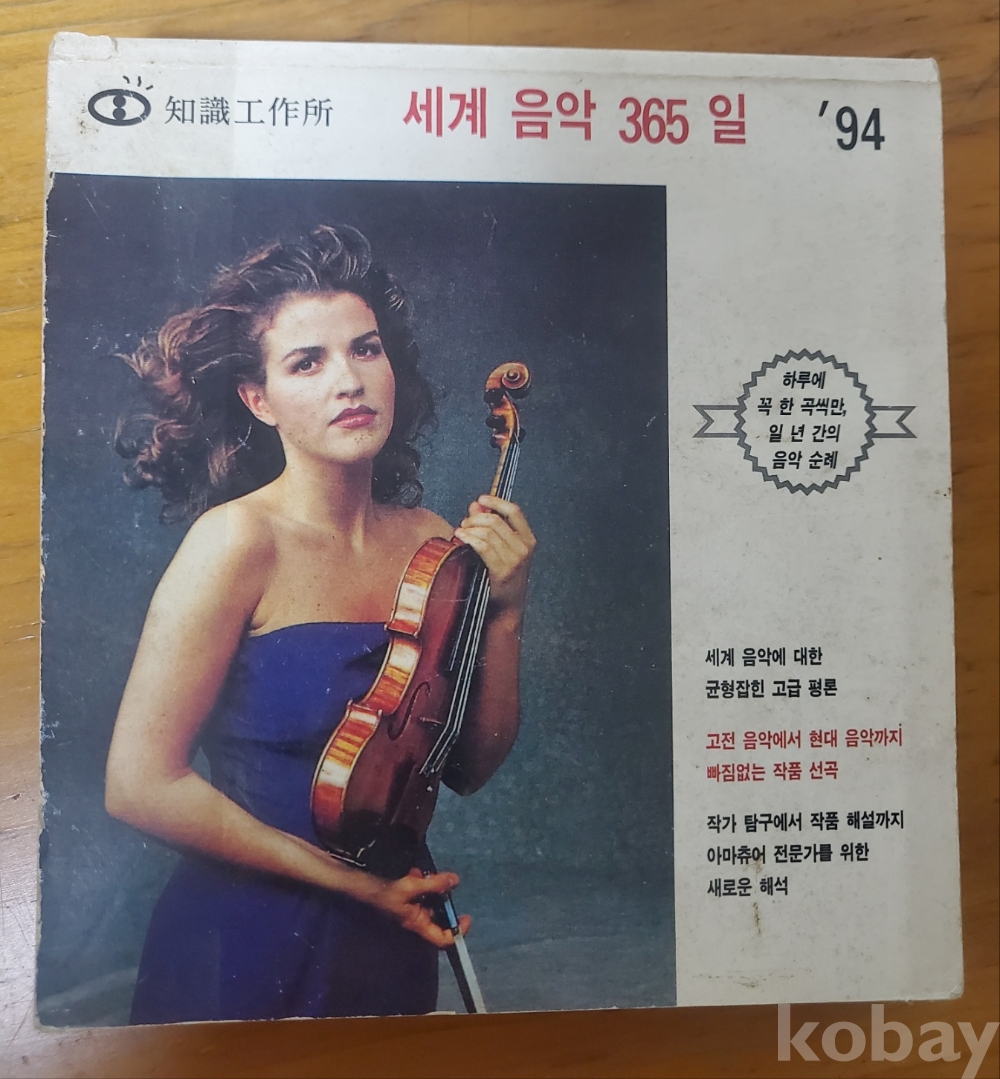 知識工作所
세계 음악 365 일
'94
하루에
꼭 한 곡씩만,
일 년 간의
음악 순례
세계 음악에 대한
균형잡힌 고급 평론
고전 음악에서 현대 음악까지
빠짐없는 작품 선곡
작가 탐구에서 작품 해설까지
아마츄어 전문가를 위한
새로운 해석
kobay